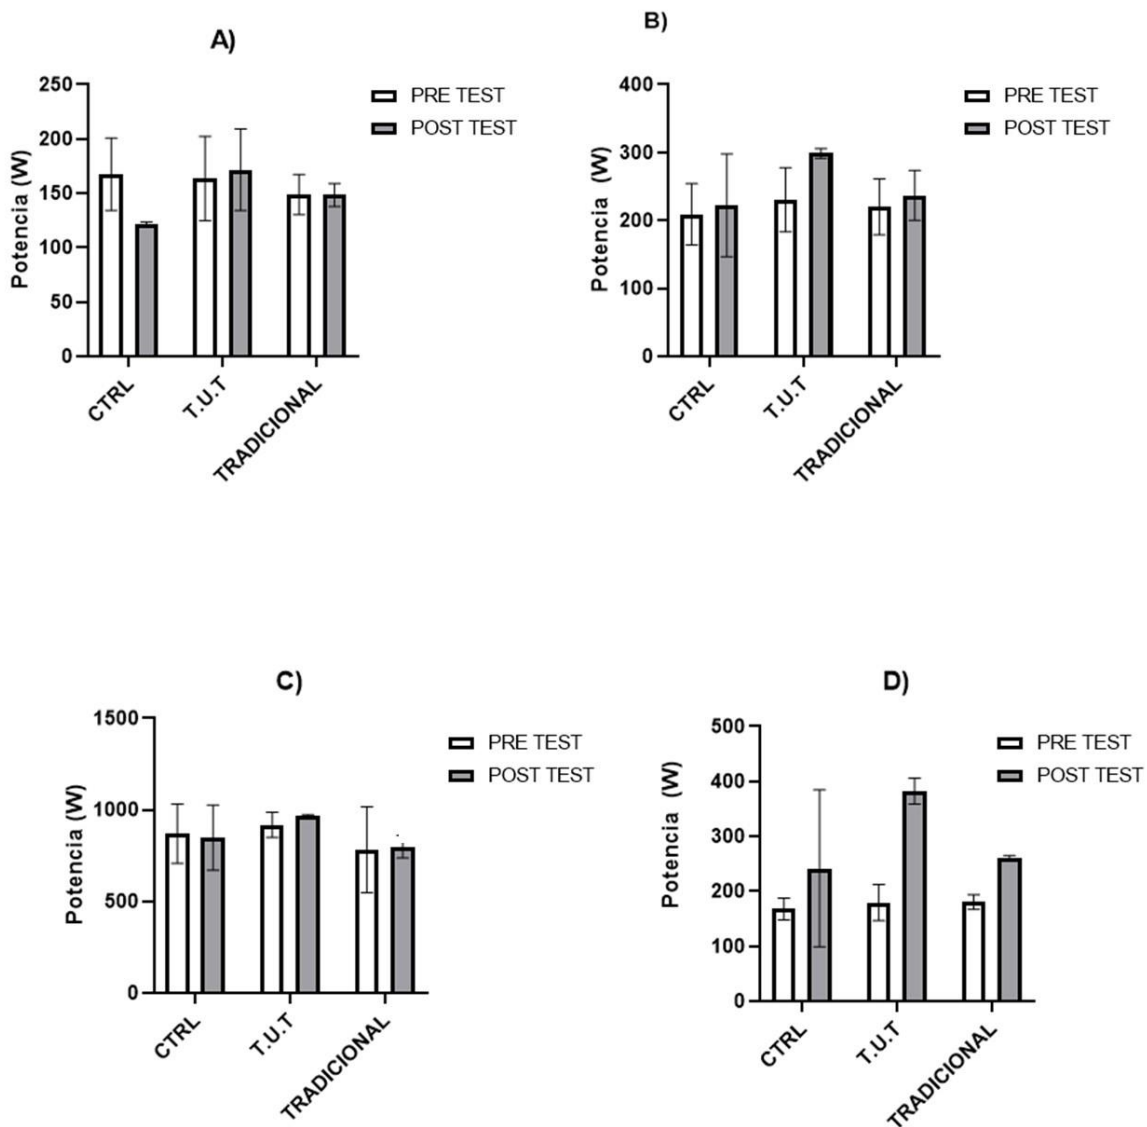 A)
250
200
150
100
50
0
Potencia (W)
PRE TEST
POST TEST
CTRL
T.U.T
TRADICIONAL
B)
400
300
200
100
0
Potencia (W)
PRE TEST
POST TEST
CTRL
T.U.T
TRADICIONAL
C)
1500
1000
500
0
Potencia (W)
PRE TEST
POST TEST
CTRL
T.U.T
TRADICIONAL
D)
500
400
300
200
100
0
Potencia (W)
PRE TEST
POST TEST
CTRL
T.U.T
TRADICIONAL